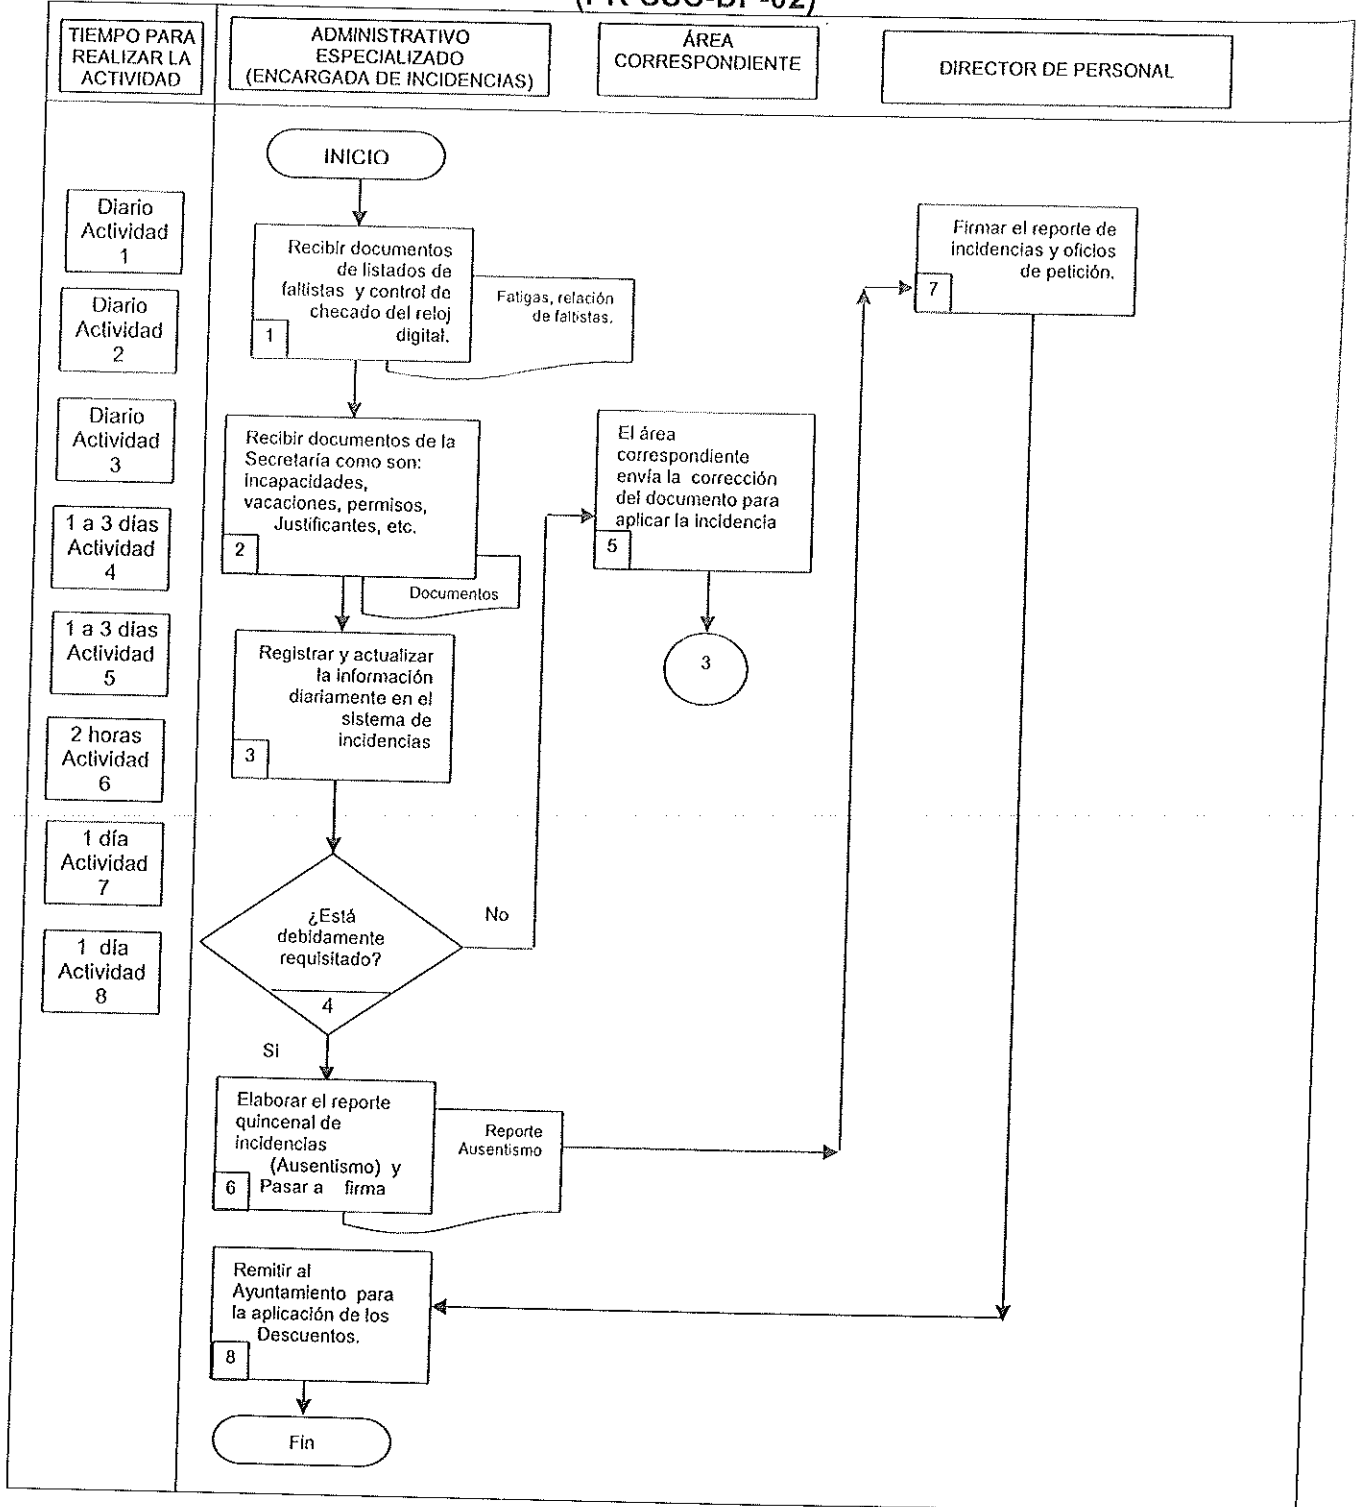 TIEMPO PARA
REALIZAR LA
ACTIVIDAD
ADMINISTRATIVO
ESPECIALIZADO
(ENCARGADA DE INCIDENCIAS)
ÁREA
CORRESPONDIENTE
DIRECTOR DE PERSONAL
Diario
Actividad
1
Diario
Actividad
2
Diario
Actividad
3
1 a 3 días
Actividad
4
1 a 3 días
Actividad
5
2 horas
Actividad
6
1 día
Actividad
7
1 día
Actividad
8
INICIO
Recibir documentos
de listados de
faltistas y control de
checado del reloj
digital.
1
Fatigas, relación
de faltistas.
Recibir documentos de la
Secretaría como son:
incapacidades,
vacaciones, permisos,
Justificantes, etc.
2
Documentos
Registrar y actualizar
la información
diariamente en el
sistema de
incidencias
3
¿Está
debidamente
requisitado?
4
No
Si
El área
correspondiente
envía la corrección
del documento para
aplicar la incidencia
5
3
Elaborar el reporte
quincenal de
incidencias
(Ausentismo) y
Pasar a firma
6
Reporte
Ausentismo
Firmar el reporte de
incidencias y oficios
de petición.
7
Remitir al
Ayuntamiento para
la aplicación de los
Descuentos.
8
Fin